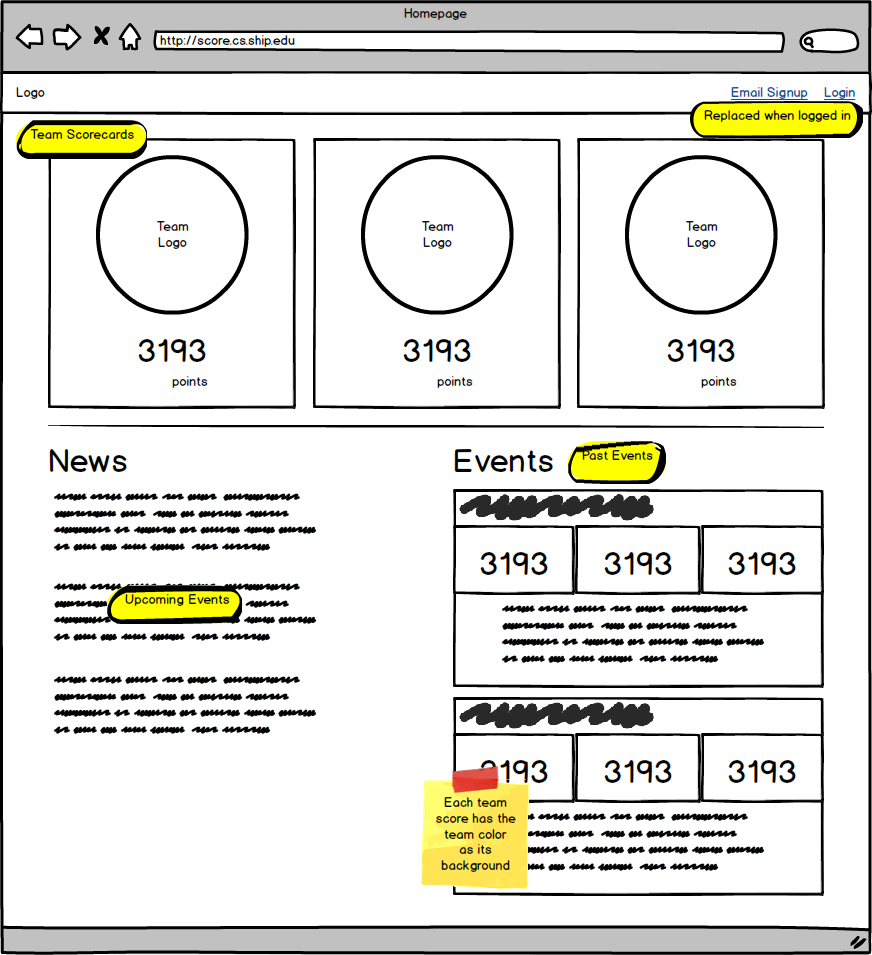 Homepage
http://score.cs.ship.edu
Logo
Email Signup
Login
Replaced when logged in
Team Scorecards
Team
Logo
3193
points
Team
Logo
3193
points
Team
Logo
3193
points
News
Upcoming Events
Events
Past Events
3193
3193
3193
3193
3193
3193
Each team
score has the
team color
as its
background